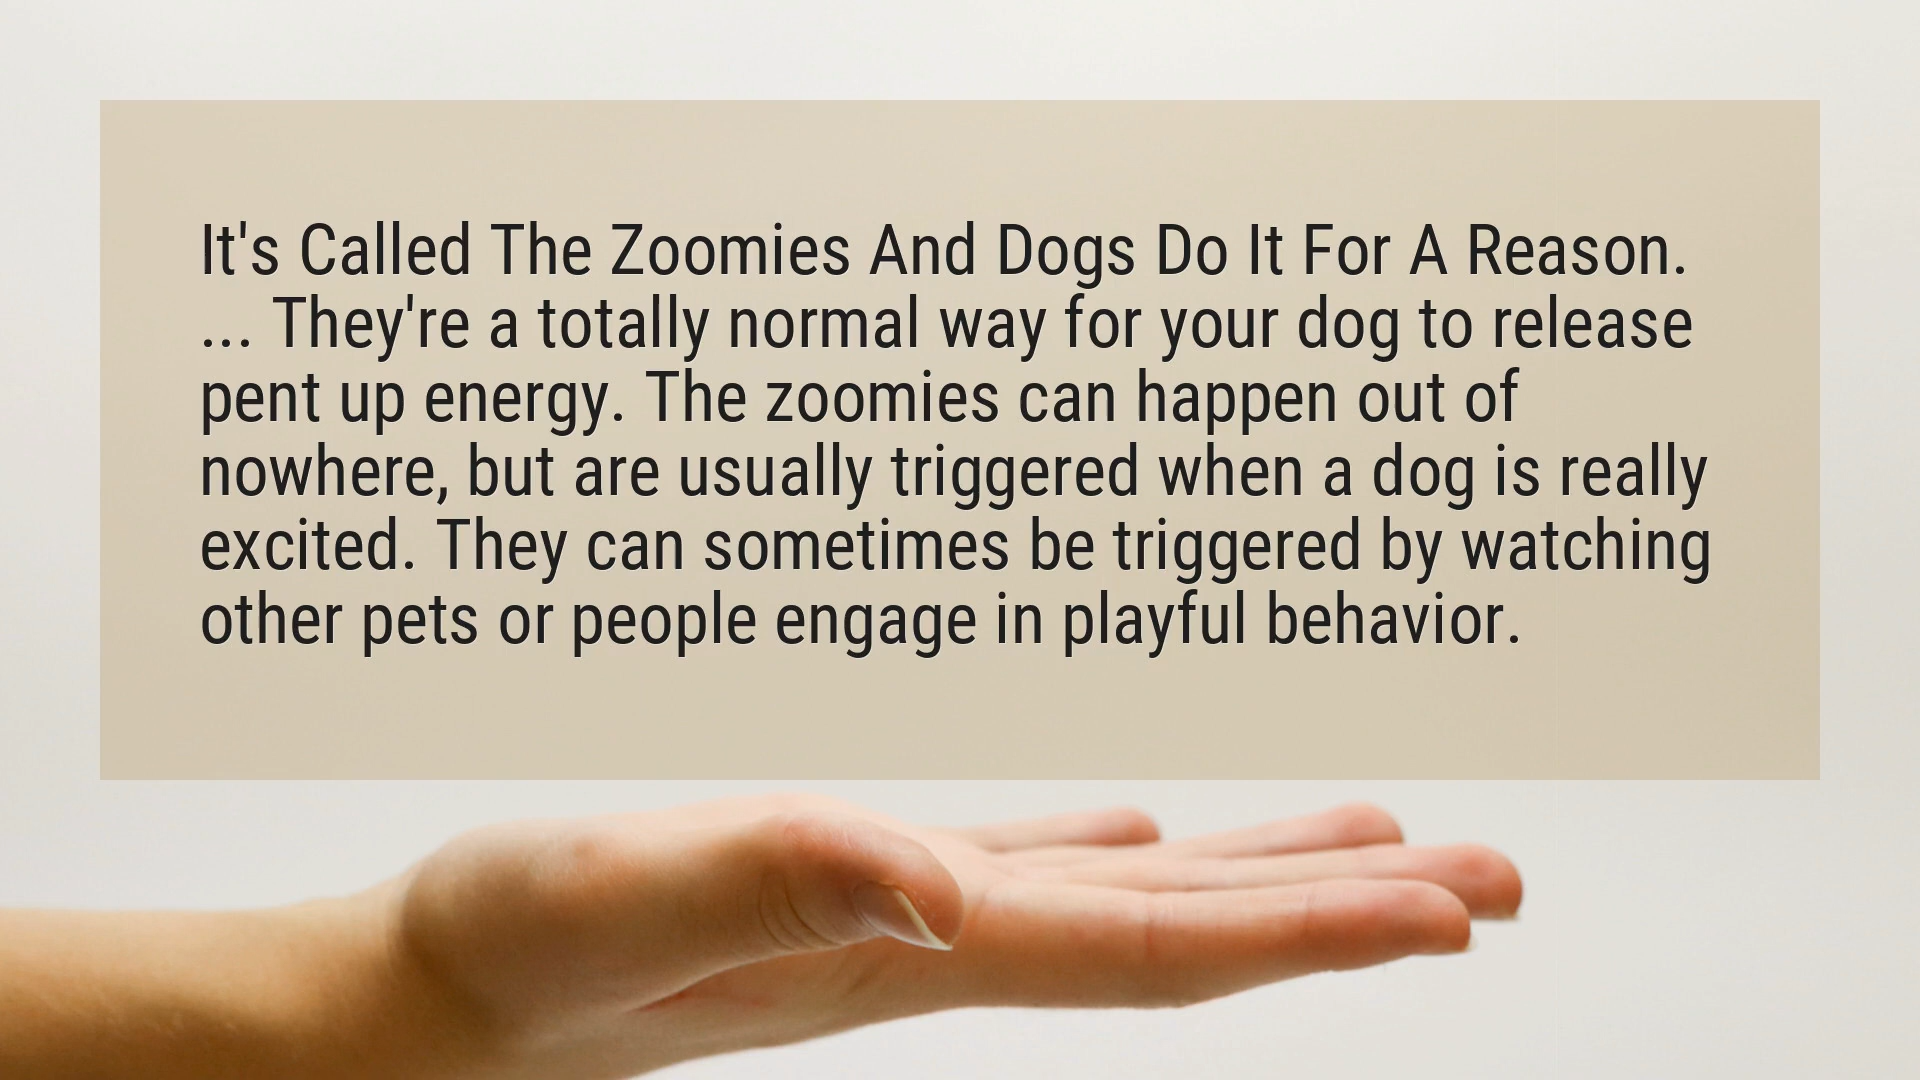 It's Called The Zoomies And Dogs Do It For A Reason.
... They're a totally normal way for your dog to release
pent up energy. The zoomies can happen out of
nowhere, but are usually triggered when a dog is really
excited. They can sometimes be triggered by watching
other pets or people engage in playful behavior.